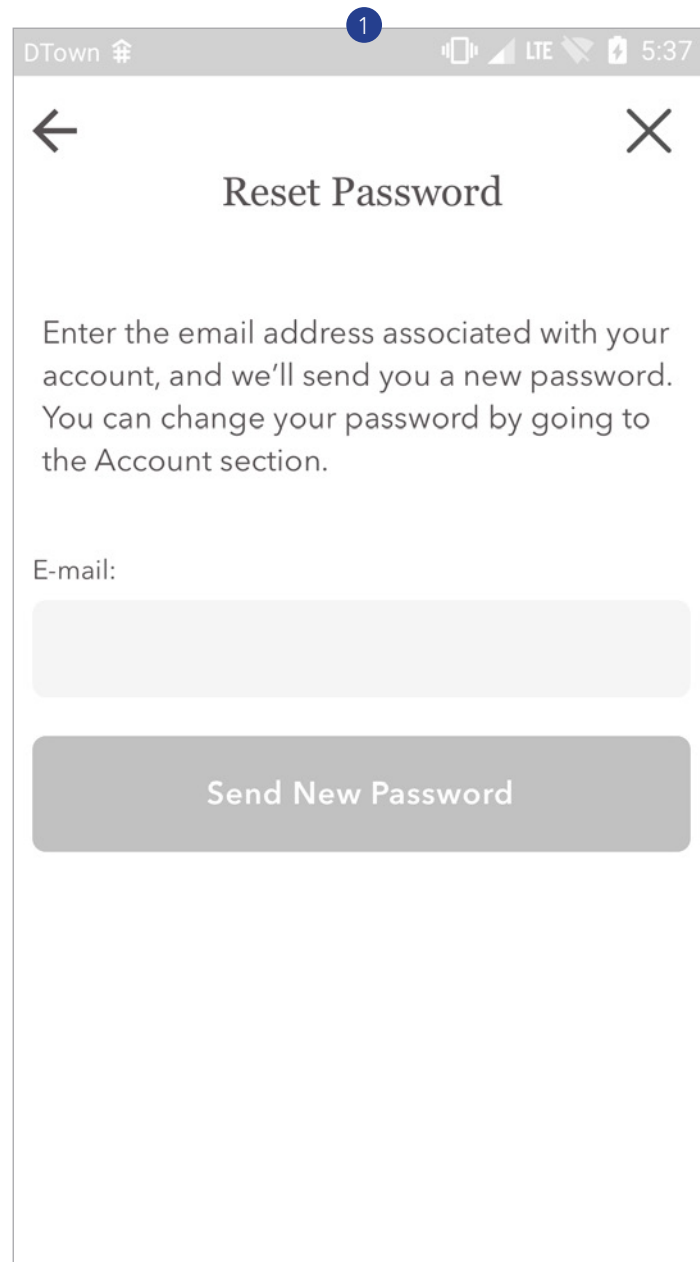 1
DTown LTE 5:37
Reset Password
Enter the email address associated with your
account, and we’ll send you a new password.
You can change your password by going to
the Account section.
E-mail:
Send New Password